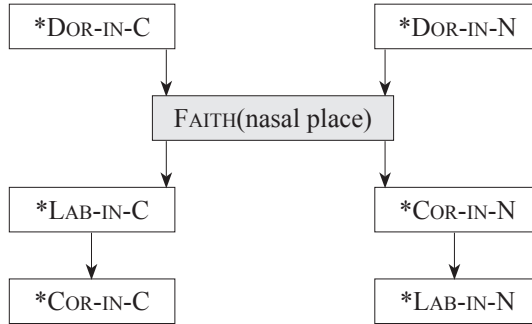 *DOR-IN-C
*DOR-IN-N
FAITH(nasal place)
*LAB-IN-C
*COR-IN-N
*COR-IN-C
*LAB-IN-N